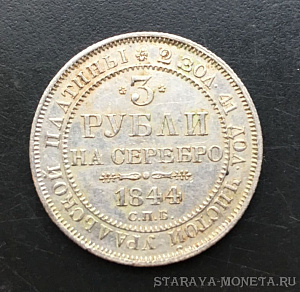 * 2 ЗОЛ. 41 ДОЛ. ЧИСТОЙ УРАЛЬСКОЙ ПЛАТИНЫ
* 3 *
РУБЛИ
НА СЕРЕБРО
1844
С.П.Б.
STARAYA-MONETA.RU